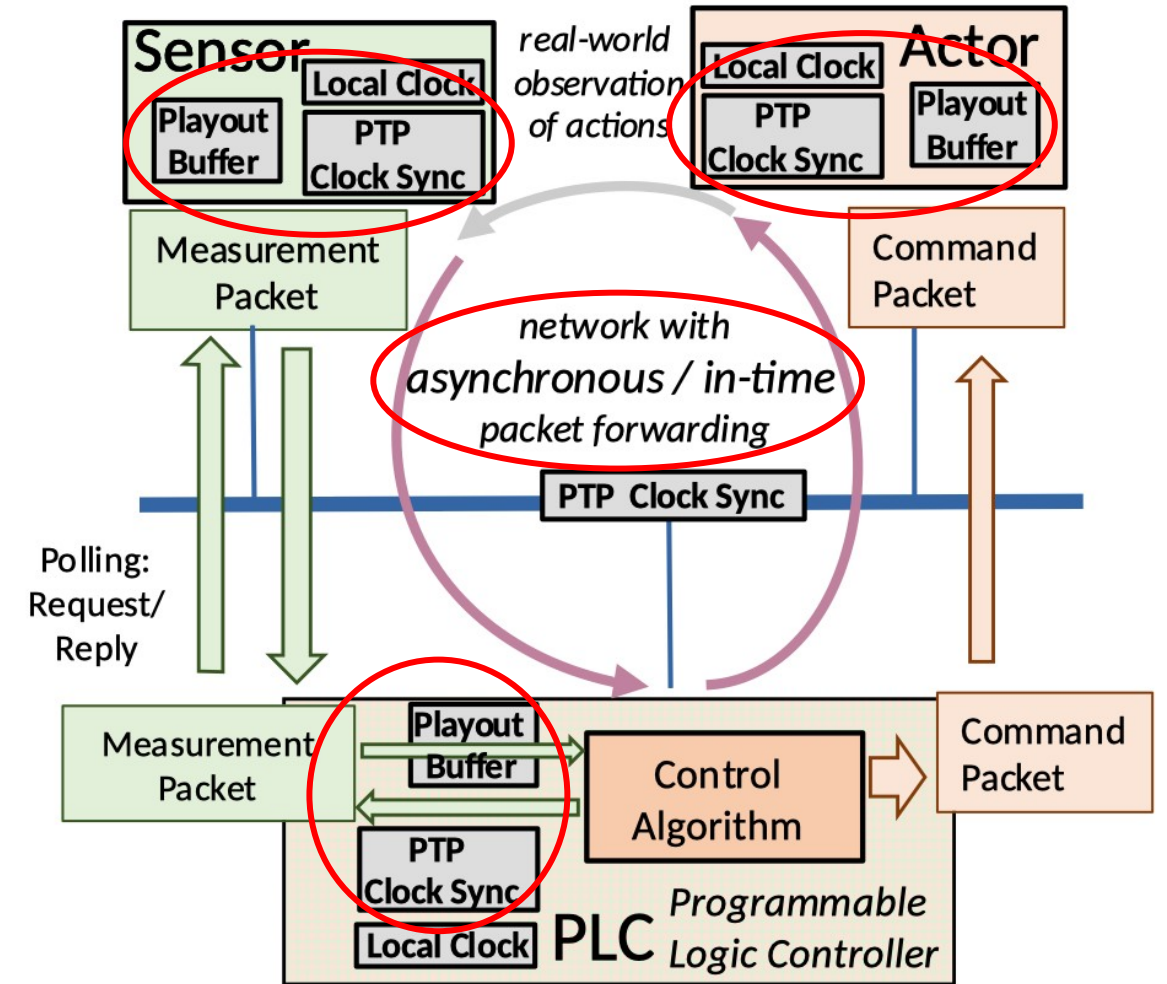 Sensor
Local Clock
Playout
Buffer
PTP
Clock Sync
real-world
observation
of actions
Actor
Local Clock
PTP
Clock Sync
Playout
Buffer
Measurement
Packet
Command
Packet
network with
asynchronous / in-time
packet forwarding
PTP Clock Sync
Polling:
Request/
Reply
Measurement
Packet
Playout
Buffer
PTP
Clock Sync
Local Clock
Control
Algorithm
PLC
Programmable
Logic Controller
Command
Packet